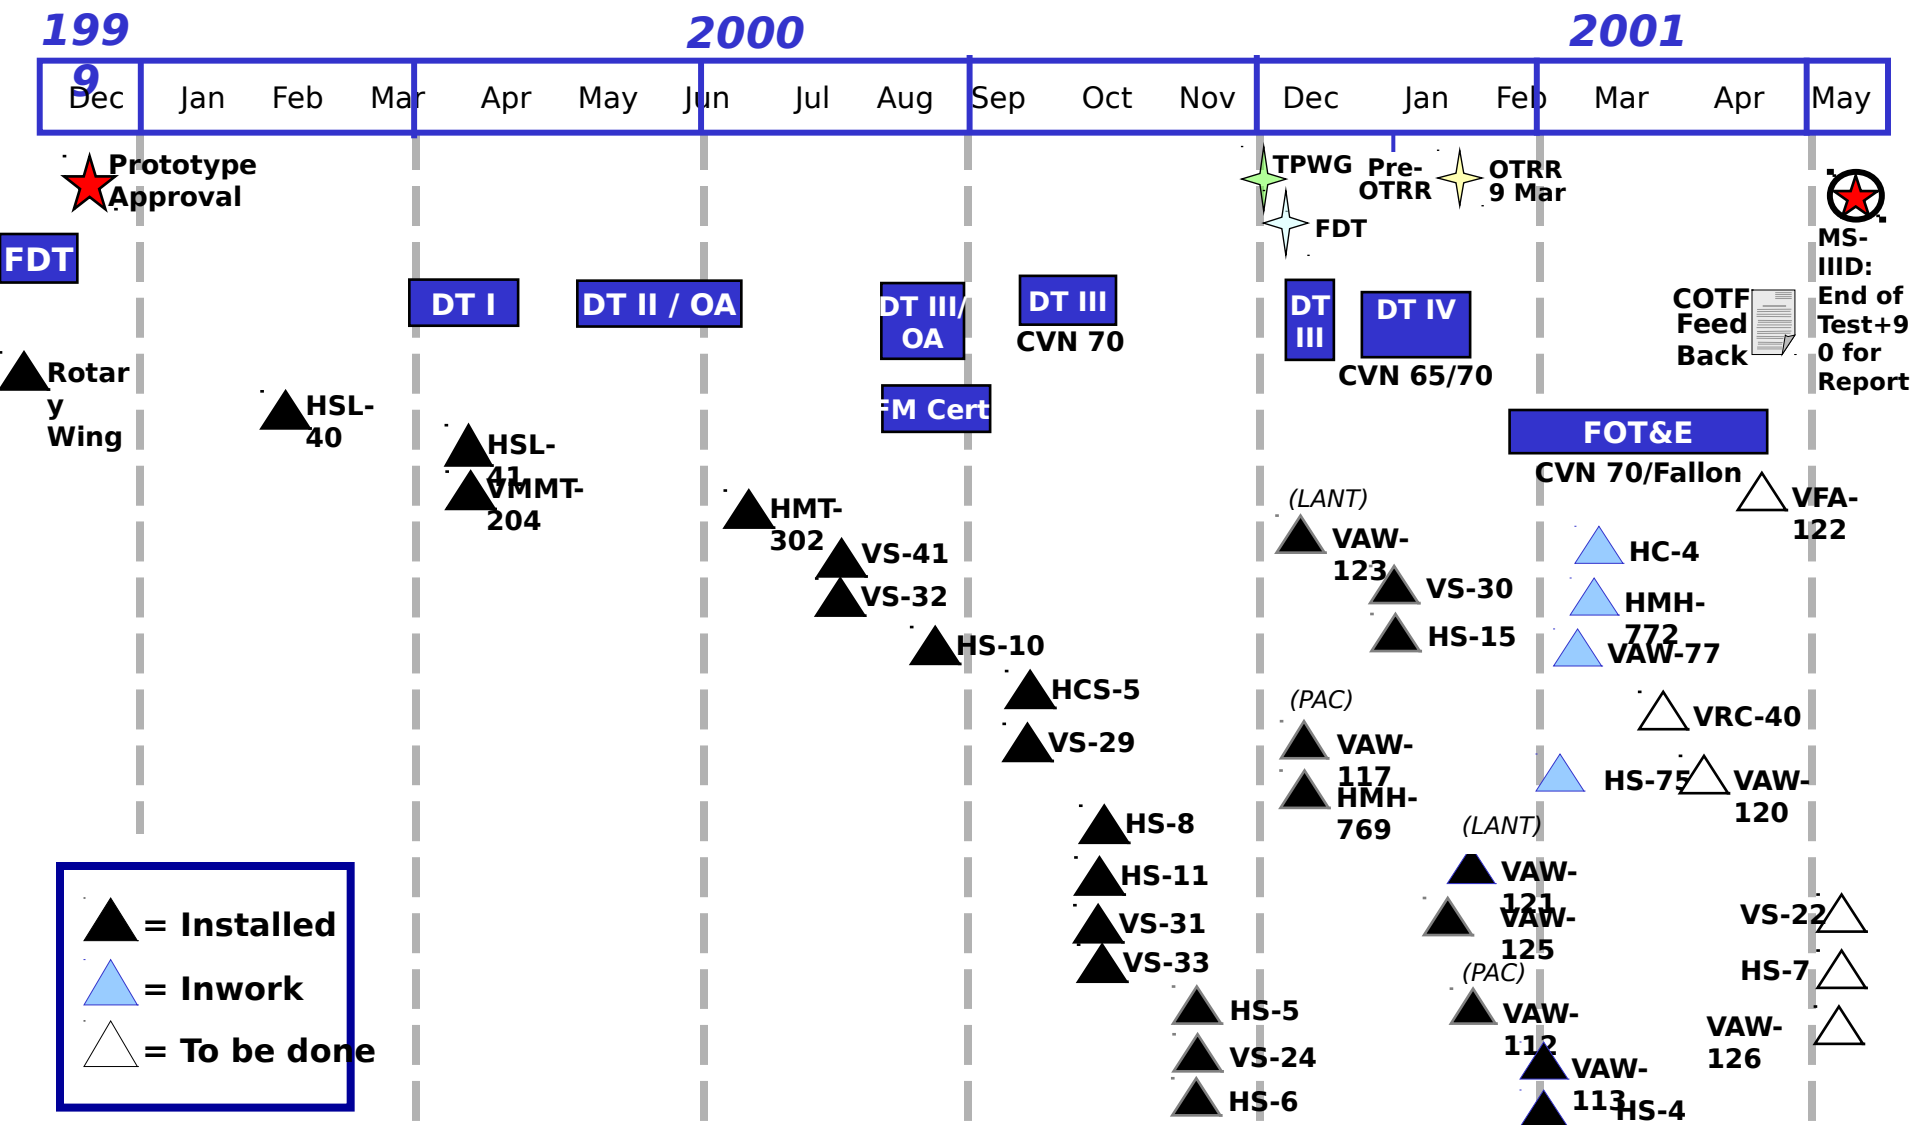 199
9
2000
2001
Dec Jan Feb Mar Apr May Jun Jul Aug Sep Oct Nov Dec Jan Feb Mar Apr May
Prototype
Approval
TPWG
Pre-
OTRR
OTRR
9 Mar
FDT
FDT
MS-
IIID:
End of
Test+9
0 for
Report
DT I
DT II / OA
DT III/
OA
DT III
CVN 70
DT
III
DT IV
CVN 65/70
COTF
Feed
Back
FM Cert
FOT&E
CVN 70/Fallon
Rotar
y
Wing
HSL-
40
HSL-
41
VMMT-
204
HMT-
302
VS-41
VS-32
HS-10
HCS-5
VS-29
HS-8
HS-11
VS-31
VS-33
HS-5
VS-24
HS-6
(LANT)
VAW-
123
VS-30
HS-15
(PAC)
VAW-
117
HMH-
769
(LANT)
VAW-
121
VAW-
125
(PAC)
VAW-
112
VAW-
113
HS-4
VFA-
122
HC-4
HMH-
772
VAW-77
VRC-40
HS-75
VAW-
120
VS-22
HS-7
VAW-
126
= Installed
= Inwork
= To be done